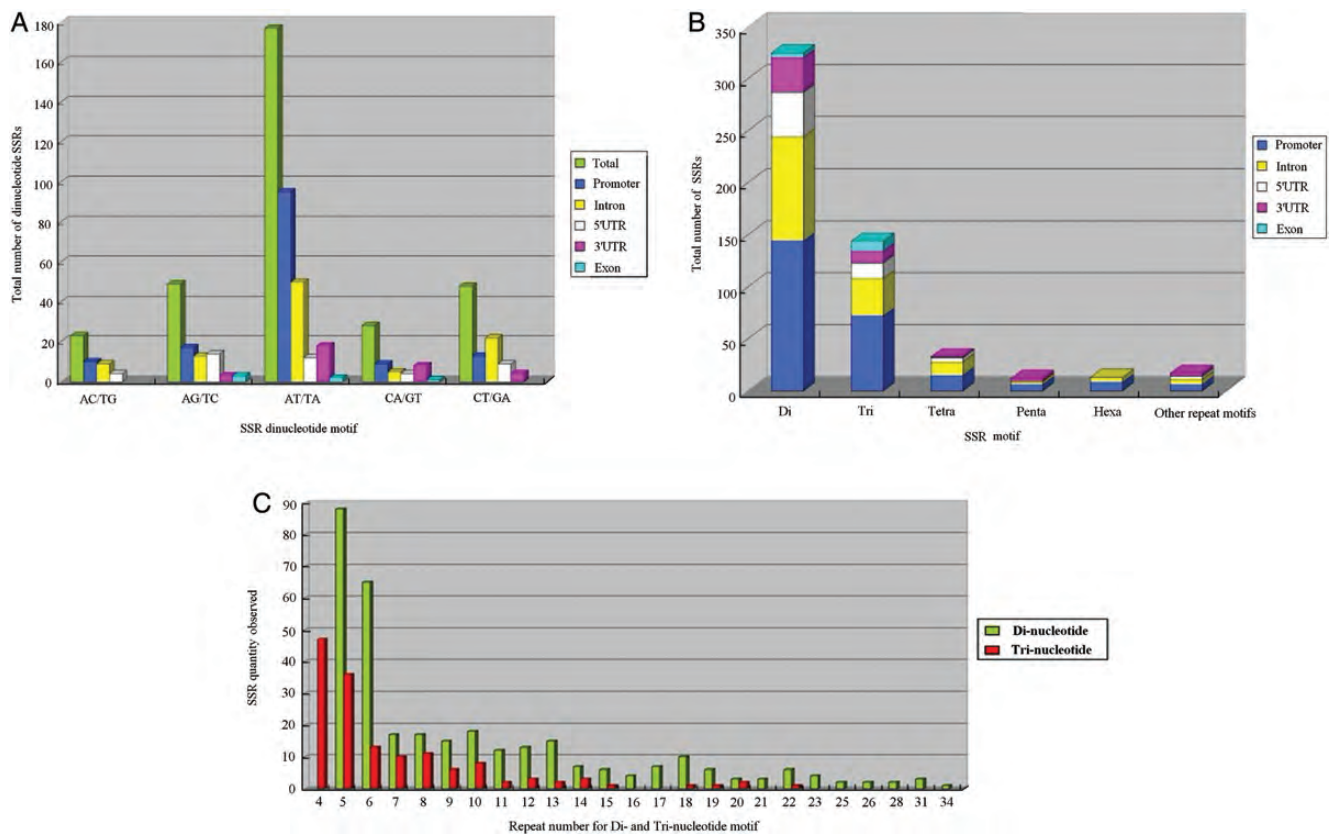 A
180
160
140
120
100
80
60
40
20
0
Total number of dinucleotide SSRs
AC/TG AG/TC AT/TA CA/GT CT/GA
SSR dinucleotide motif
Total
Promoter
Intron
5'UTR
3'UTR
Exon
B
350
300
250
200
150
100
50
0
Total number of SSRs
Di Tri Tetra Penta Hexa Other repeat motifs
SSR motif
Promoter
Intron
5'UTR
3'UTR
Exon
C
90
80
70
60
50
40
30
20
10
0
SSR quantity observed
4 5 6 7 8 9 10 11 12 13 14 15 16 17 18 19 20 21 22 23 25 26 28 31 34
Repeat number for Di- and Tri-nucleotide motif
Di-nucleotide
Tri-nucleotide